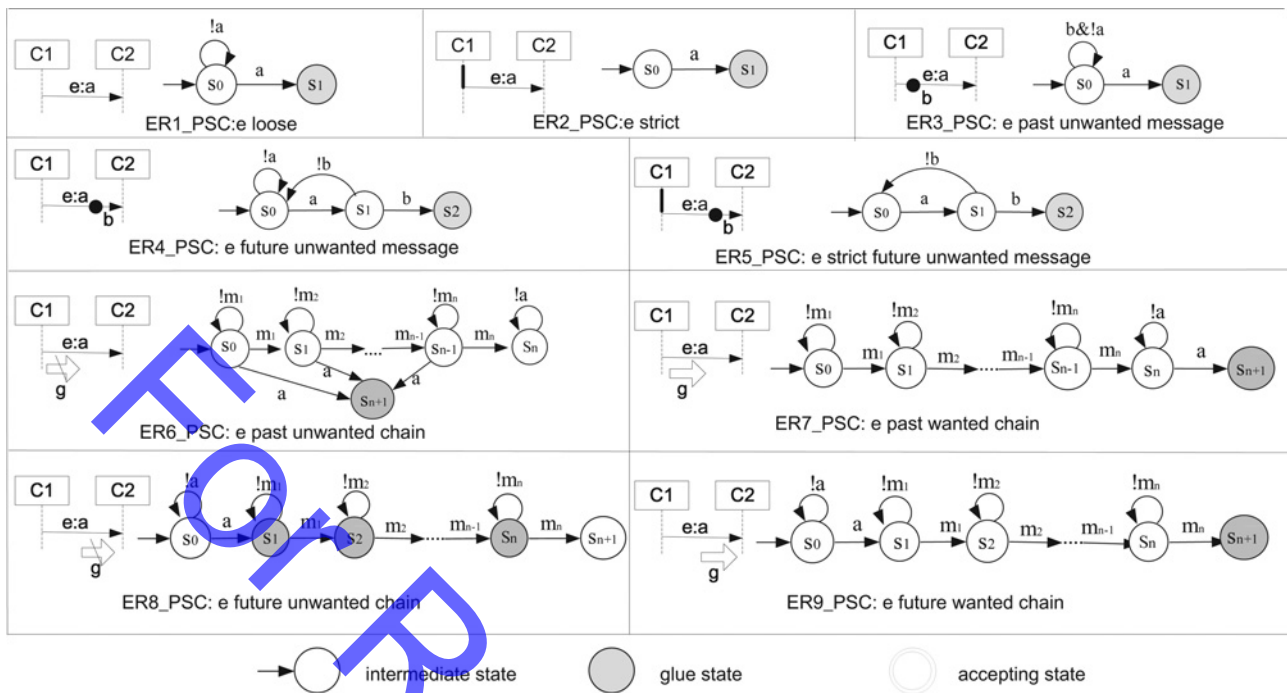 C1 C2 e:a !a S0 a S1
ER1_PSC:e loose
C1 C2 e:a S0 a S1
ER2_PSC:e strict
C1 C2 e:a b b&!a S0 a S1
ER3_PSC: e past unwanted message
C1 C2 e:a b !a !b S0 a S1 b S2
ER4_PSC: e future unwanted message
C1 C2 e:a b !b S0 a S1 b S2
ER5_PSC: e strict future unwanted message
C1 C2 !m1 !m2 !mn !a
e:a S0 m1 S1 m2 .... mn-1 Sn-1 mn Sn
g a a a Sn+1
ER6_PSC: e past unwanted chain
C1 C2 !m1 !m2 !mn !a
e:a S0 m1 S1 m2 ...... mn-1 Sn-1 mn Sn a Sn+1
g
ER7_PSC: e past wanted chain
C1 C2 !a !m1 !m2 !mn
e:a S0 a S1 m1 S2 m2 ...... mn-1 Sn mn Sn+1
g
ER8_PSC: e future unwanted chain
C1 C2 !a !m1 !m2 !mn
e:a S0 a S1 m1 S2 m2 ...... mn-1 Sn mn Sn+1
g
ER9_PSC: e future wanted chain
intermediate state glue state accepting state
For R